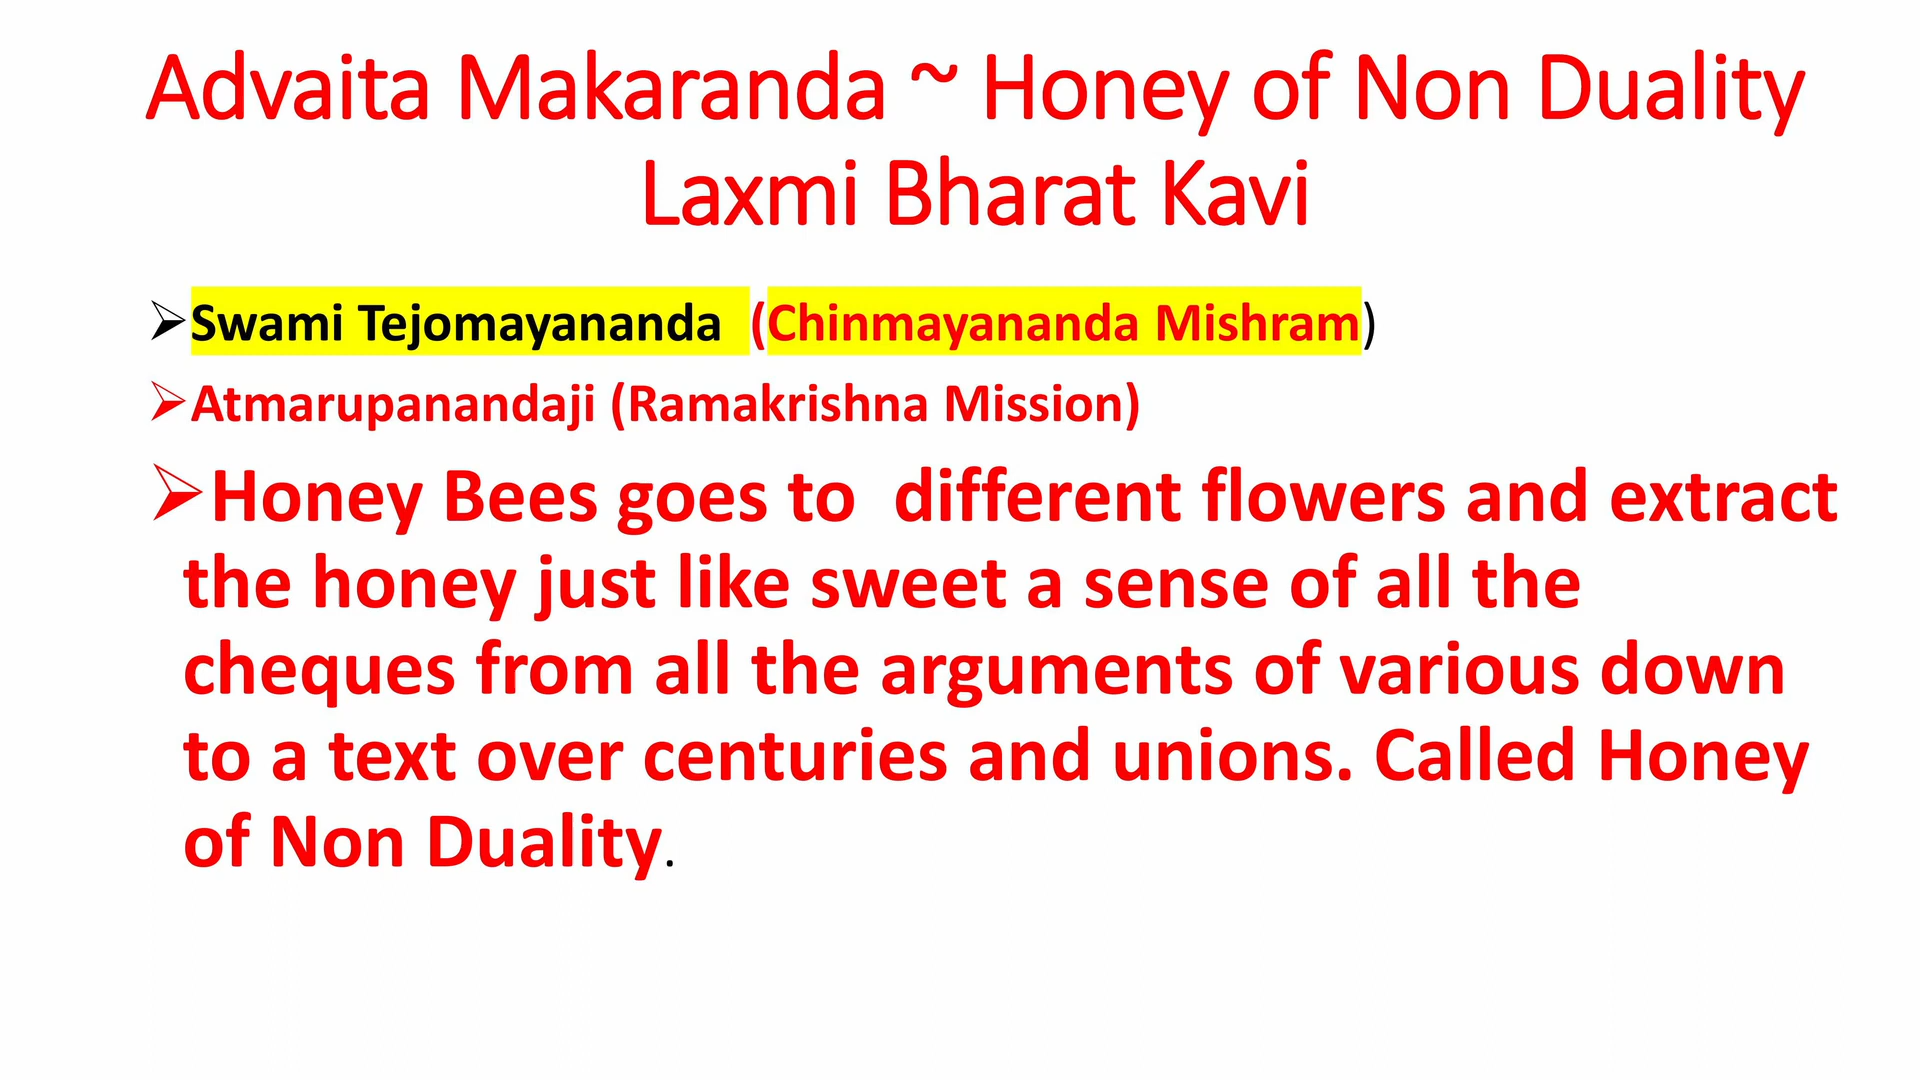 Advaita Makaranda ~ Honey of Non Duality
Laxmi Bharat Kavi
➢Swami Tejomayananda (Chinmayananda Mishram)
➢Atmarupanandaji (Ramakrishna Mission)
➢Honey Bees goes to different flowers and extract
the honey just like sweet a sense of all the
cheques from all the arguments of various down
to a text over centuries and unions. Called Honey
of Non Duality.